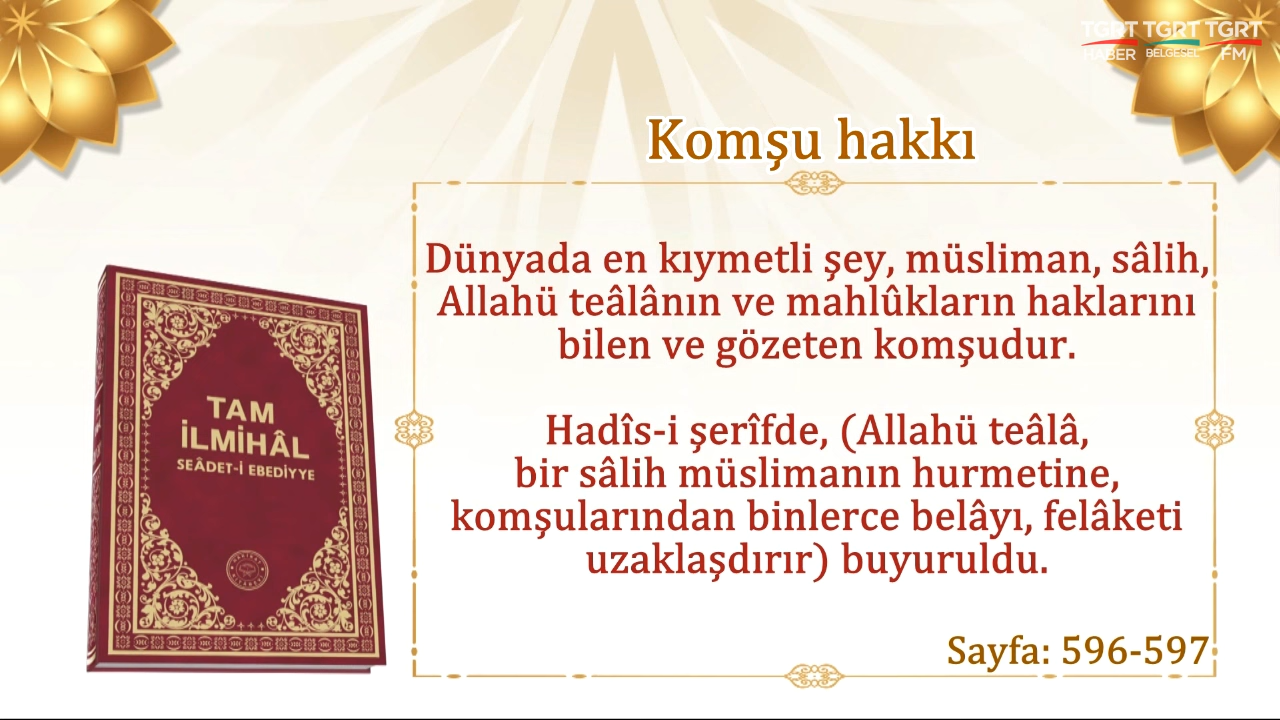 TGRT TGRT TGRT
HABER BELGESEL FM
Komşu hakkı
Dünyada en kıymetli şey, müsliman, sâlih,
Allahü teâlânın ve mahlûkların haklarını
bilen ve gözeten komşudur.
Hadîs-i şerîfde, (Allahü teâlâ,
bir sâlih müslimanın hurmetine,
komşularından binlerce belâyı, felâketi
uzaklaşdırır) buyuruldu.
Sayfa: 596-597
TAM
İLMİHÂL
SEÂDET-İ EBEDİYYE